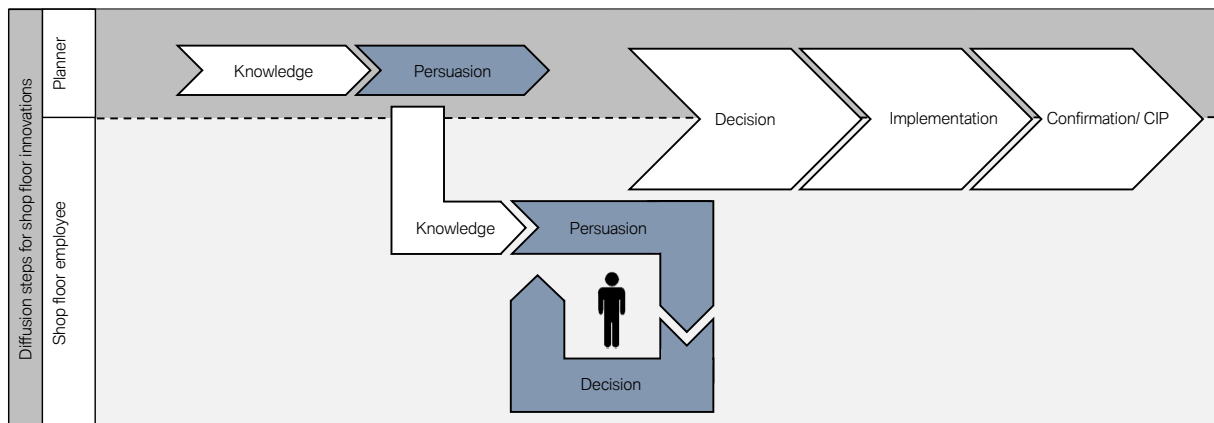 Diffusion steps for shop floor innovations
Planner
Shop floor employee
Knowledge
Persuasion
Decision
Implementation
Confirmation/ CIP
Knowledge
Persuasion
Decision